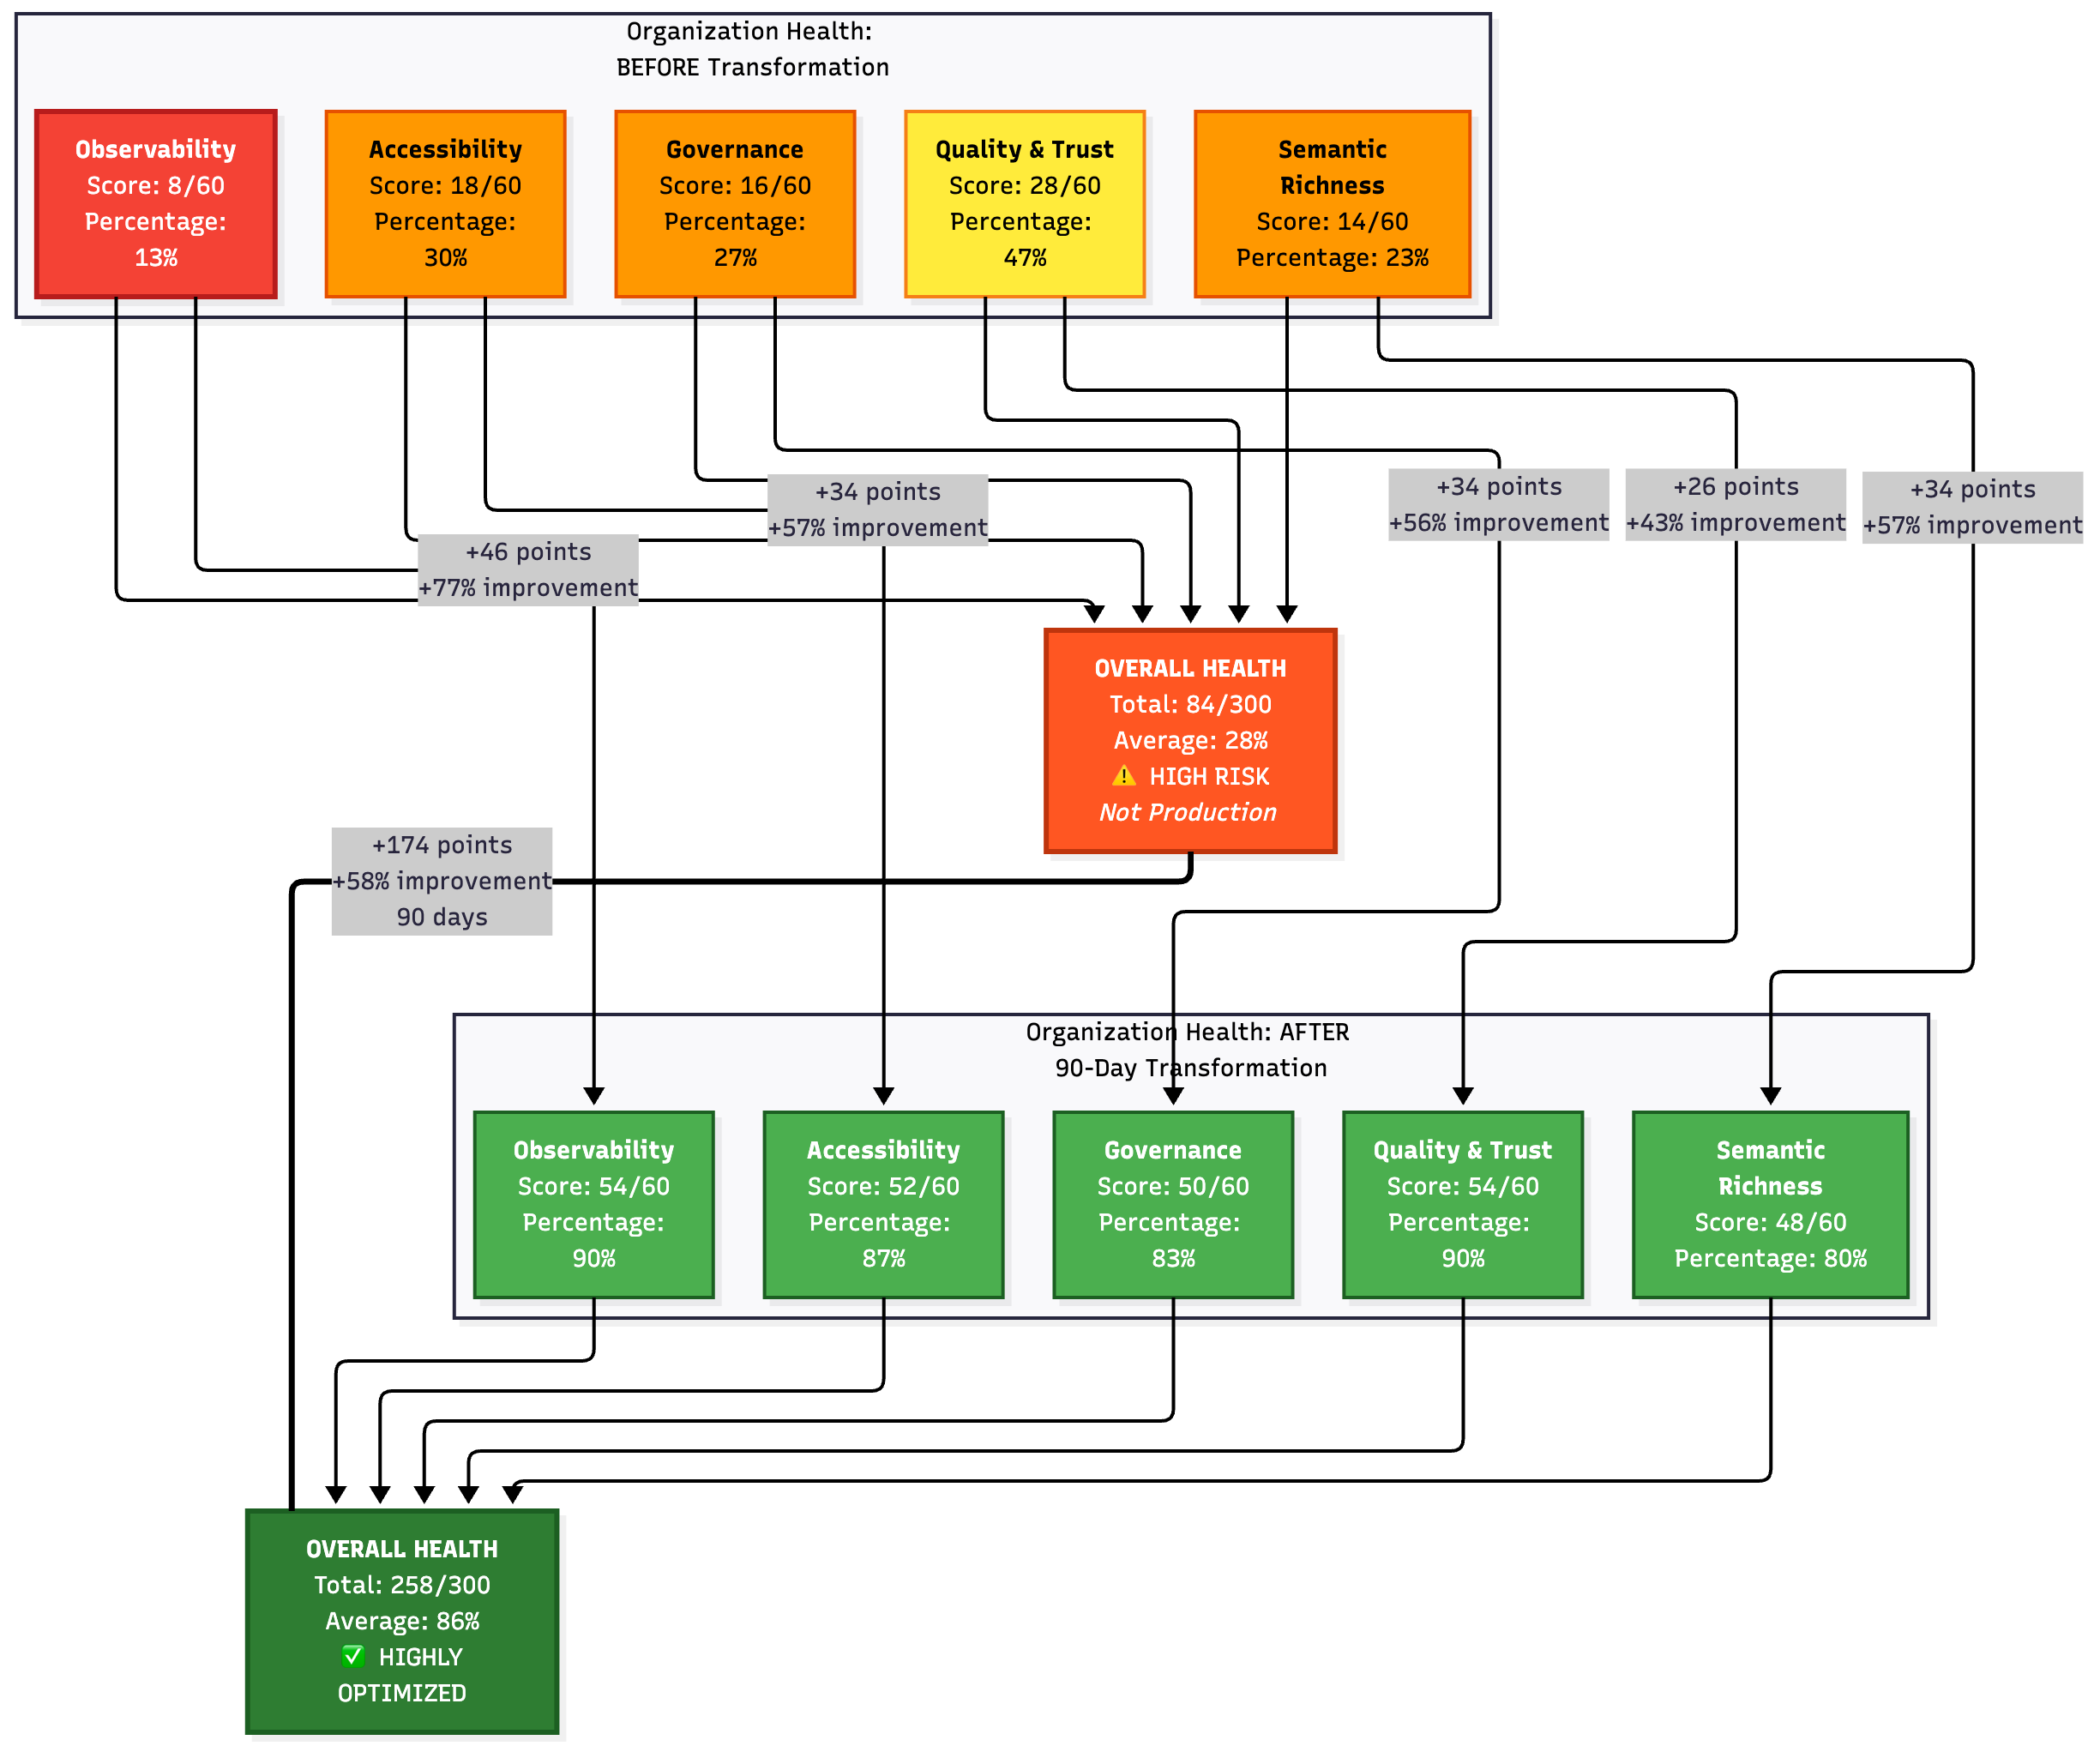 Organization Health:
BEFORE Transformation
Observability
Score: 8/60
Percentage:
13%
Accessibility
Score: 18/60
Percentage:
30%
Governance
Score: 16/60
Percentage:
27%
Quality & Trust
Score: 28/60
Percentage:
47%
Semantic
Richness
Score: 14/60
Percentage: 23%
+46 points
+77% improvement
+34 points
+57% improvement
+34 points
+56% improvement
+26 points
+43% improvement
+34 points
+57% improvement
OVERALL HEALTH
Total: 84/300
Average: 28%
⚠️ HIGH RISK
Not Production
+174 points
+58% improvement
90 days
Organization Health: AFTER
90-Day Transformation
Observability
Score: 54/60
Percentage:
90%
Accessibility
Score: 52/60
Percentage:
87%
Governance
Score: 50/60
Percentage:
83%
Quality & Trust
Score: 54/60
Percentage:
90%
Semantic
Richness
Score: 48/60
Percentage: 80%
OVERALL HEALTH
Total: 258/300
Average: 86%
✅ HIGHLY
OPTIMIZED